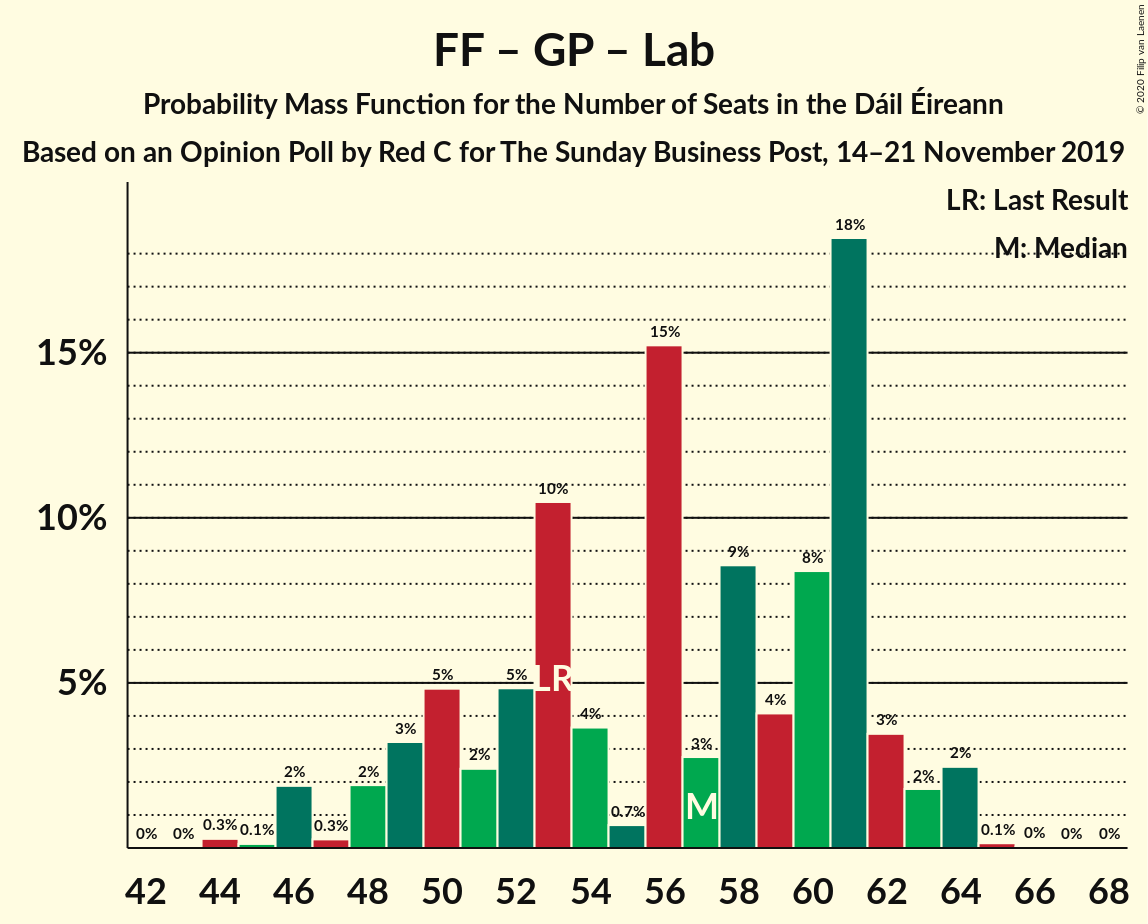 FF – GP – Lab
Probability Mass Function for the Number of Seats in the Dáil Éireann
Based on an Opinion Poll by Red C for The Sunday Business Post, 14–21 November 2019
© 2020 Filip van Laenen
LR: Last Result
M: Median
15%
10%
5%
0% 0% 0.3% 0.1% 2% 0.3% 2% 3% 5% 2% 5% 10% 4% 0.7% 15% 3% 9% 4% 8% 18% 3% 2% 2% 0.1% 0% 0% 0%
LR
M
42 44 46 48 50 52 54 56 58 60 62 64 66 68